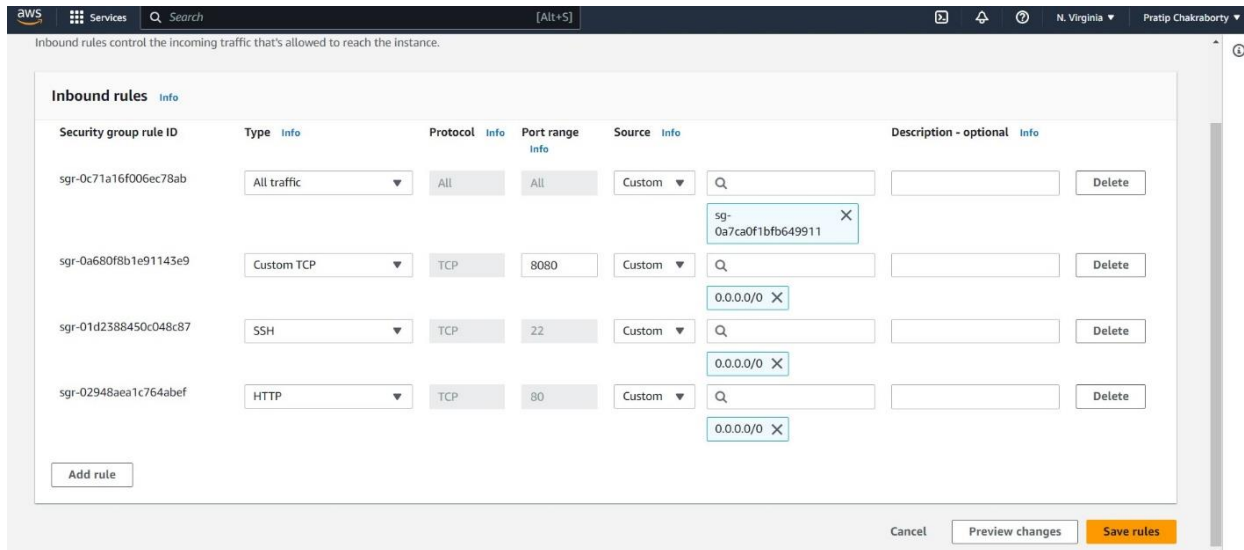 aws Services Search [Alt+S] N. Virginia Pratip Chakraborty
Inbound rules control the incoming traffic that's allowed to reach the instance.
Inbound rules Info
Security group rule ID Type Info Protocol Info Port range Info Source Info Description - optional Info
sgr-0c71a16f006ec78ab All traffic All All Custom Delete
sg-
0a7ca0f1bfb649911
sgr-0a680f8b1e91143e9 Custom TCP TCP 8080 Custom Delete
0.0.0.0/0
sgr-01d2388450c048c87 SSH TCP 22 Custom Delete
0.0.0.0/0
sgr-02948aea1c764abef HTTP TCP 80 Custom Delete
0.0.0.0/0
Add rule
Cancel Preview changes Save rules